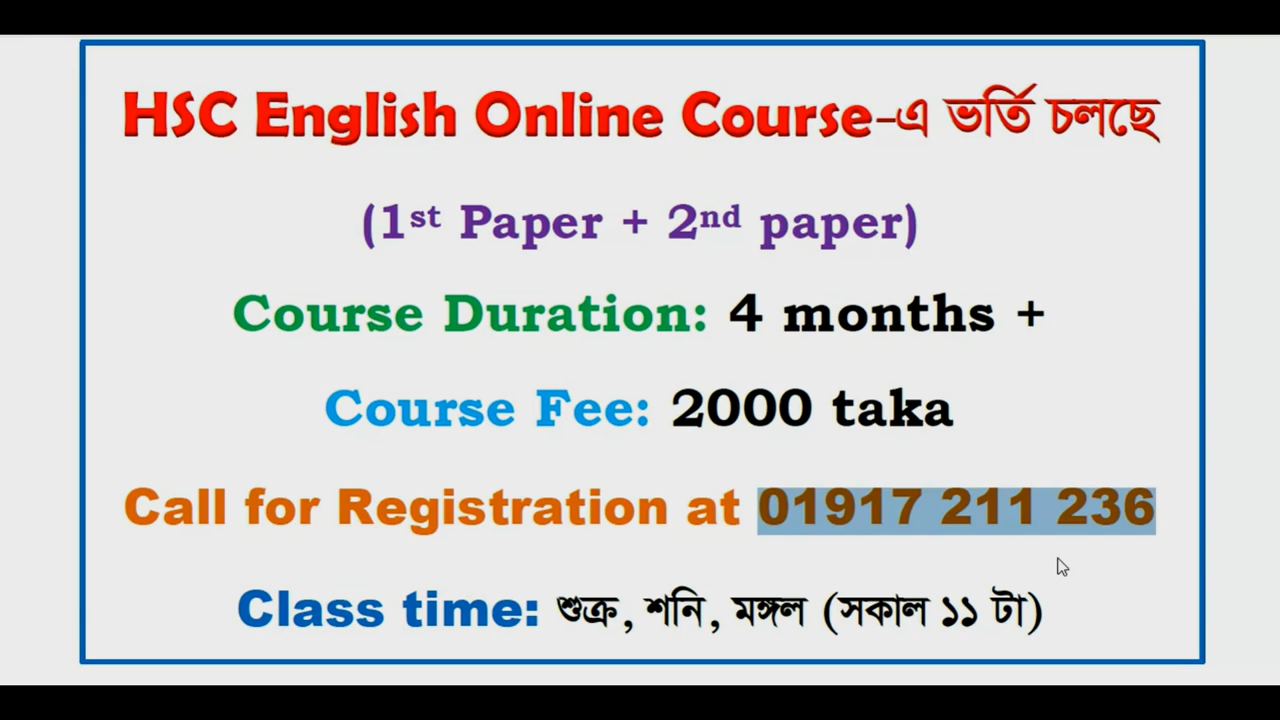 HSC English Online Course-এ ভর্তি চলছে
(1st Paper + 2nd paper)
Course Duration: 4 months +
Course Fee: 2000 taka
Call for Registration at 01917 211 236
Class time: শুক্র, শনি, মঙ্গল (সকাল ১১ টা)